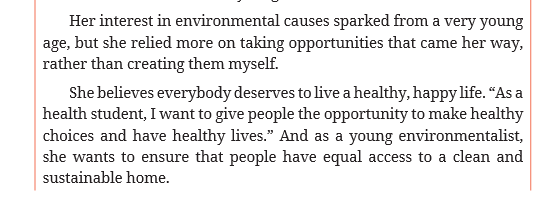 Her interest in environmental causes sparked from a very young
age, but she relied more on taking opportunities that came her way,
rather than creating them myself.
She believes everybody deserves to live a healthy, happy life. “As a
health student, I want to give people the opportunity to make healthy
choices and have healthy lives.” And as a young environmentalist,
she wants to ensure that people have equal access to a clean and
sustainable home.